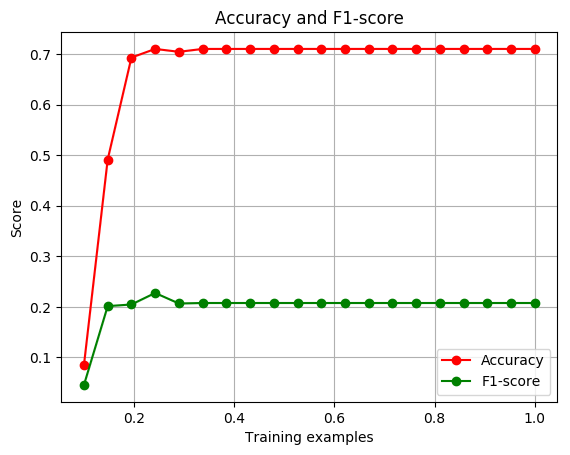 Accuracy and F1-score
0.7
0.6
0.5
0.4
0.3
0.2
0.1
Score
0.2 0.4 0.6 0.8 1.0
Training examples
Accuracy
F1-score